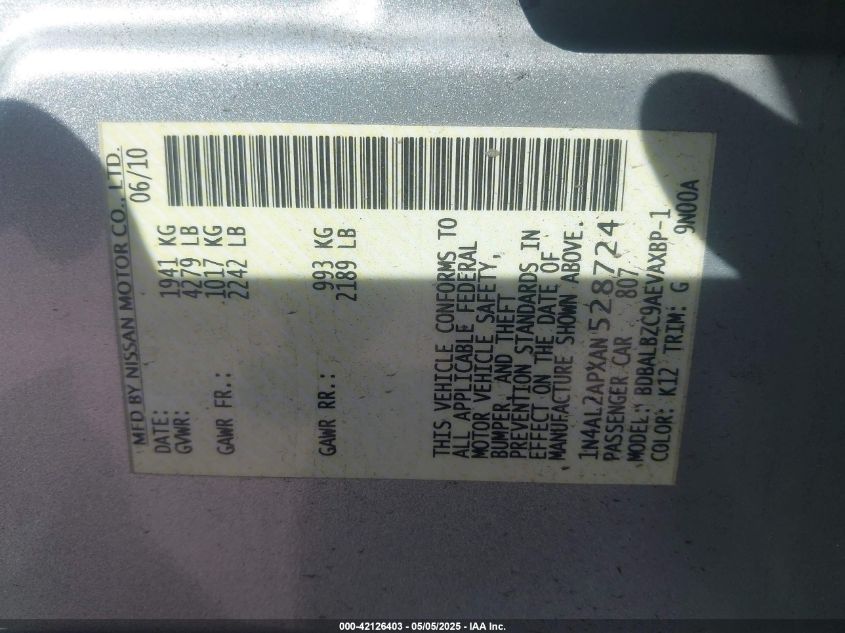 MFD BY NISSAN MOTOR CO., LTD.
DATE: 06/10
GVWR: 1941 KG
4279 LB
GAWR FR.: 1017 KG
2242 LB
GAWR RR.: 993 KG
2189 LB
THIS VEHICLE CONFORMS TO
ALL APPLICABLE FEDERAL
MOTOR VEHICLE SAFETY,
BUMPER, AND THEFT
PREVENTION STANDARDS IN
EFFECT ON THE DATE OF
MANUFACTURE SHOWN ABOVE.
1N4AL2APXAN528724
PASSENGER CAR 807
MODEL: BDBALBZC9AEVAXBP-1
COLOR: K12 TRIM: G 9N00A
000-42126403 - 05/05/2025 - IAA Inc.